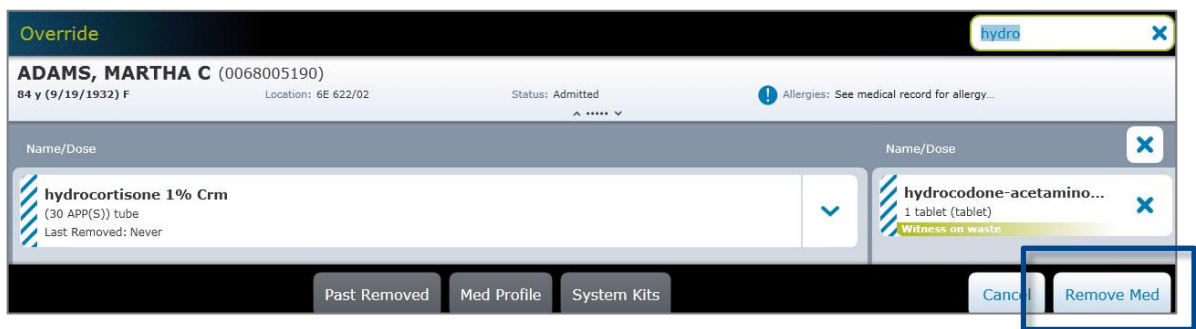 Override
hydro
ADAMS, MARTHA C (0068005190)
84 y (9/19/1932) F
Location: 6E 622/02
Status: Admitted
Allergies: See medical record for allergy...
Name/Dose
Name/Dose
hydrocortisone 1% Crm
(30 APP(S)) tube
Last Removed: Never
hydrocodone-acetamino...
1 tablet (tablet)
Witness on waste
Past Removed
Med Profile
System Kits
Cancel
Remove Med